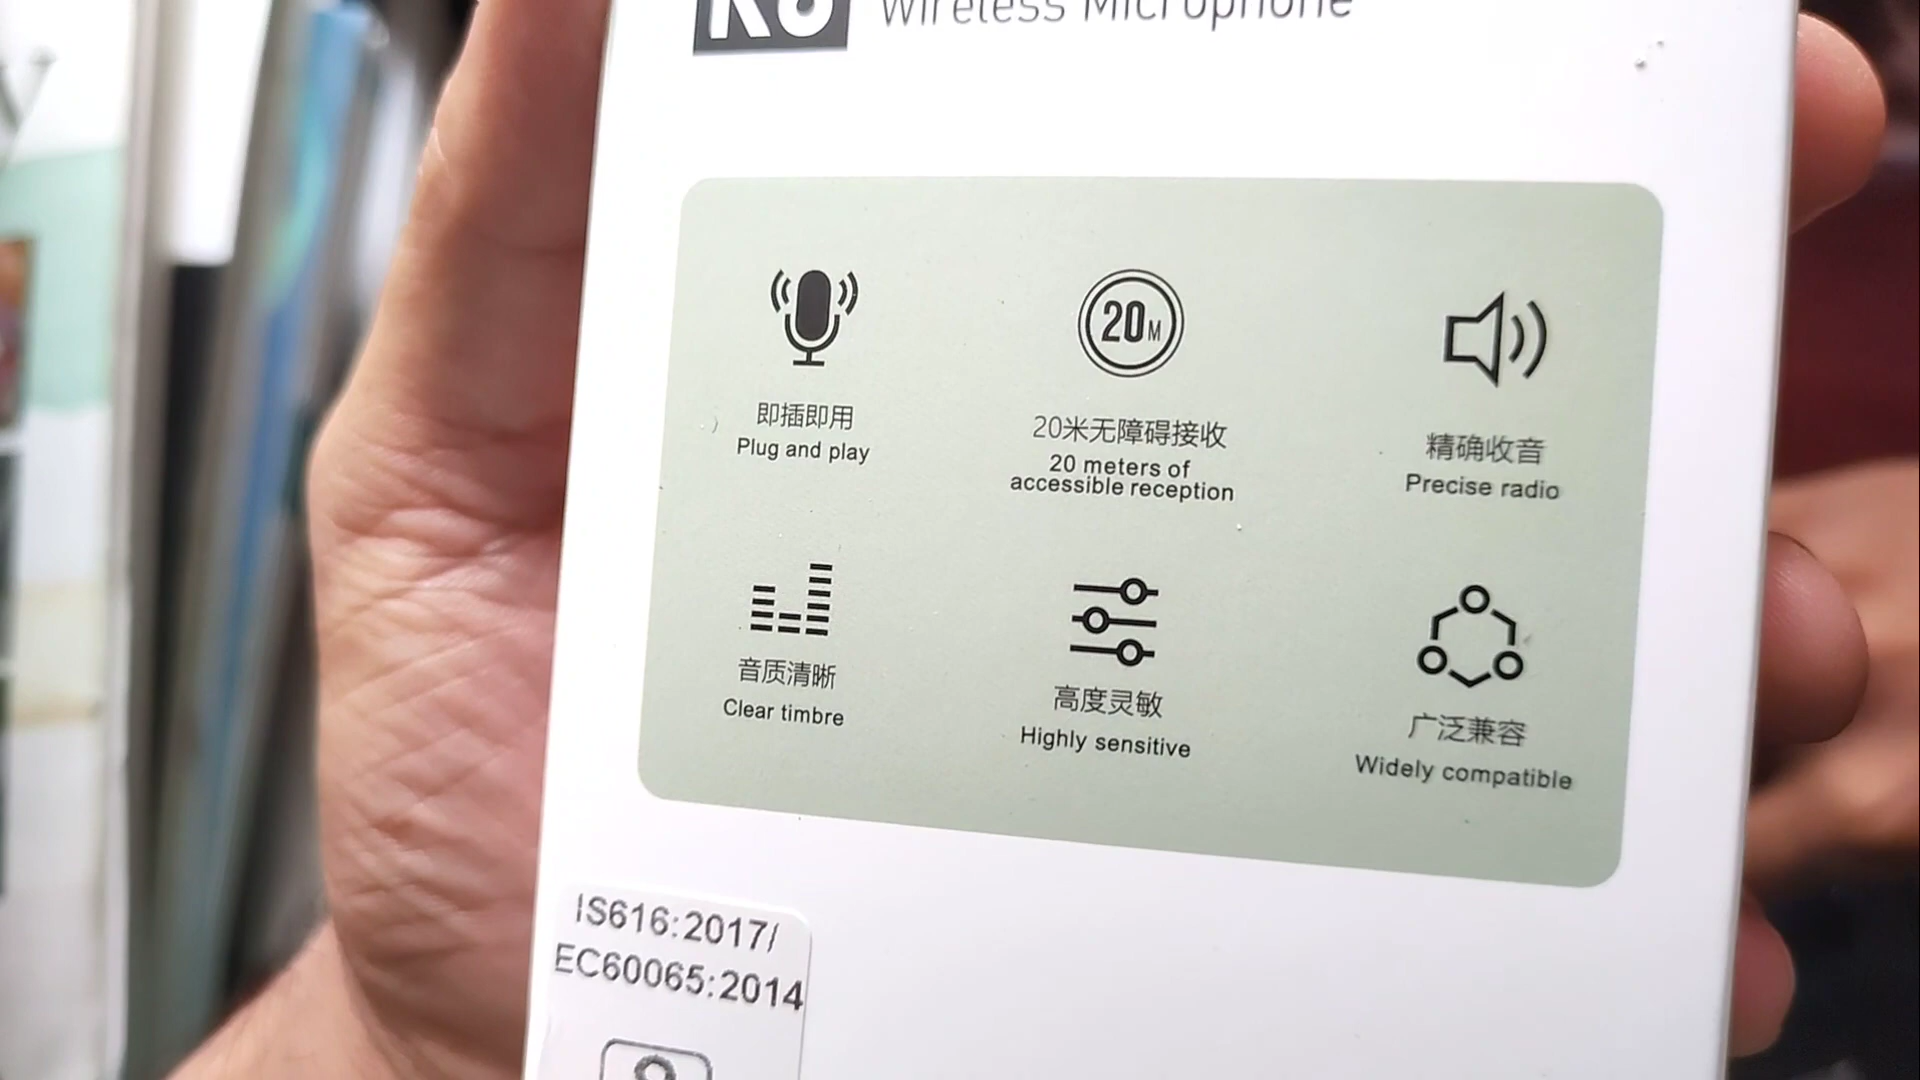 Wireless Microphone
20M
即插即用
Plug and play
20米无障碍接收
20 meters of
accessible reception
精确收音
Precise radio
音质清晰
Clear timbre
高度灵敏
Highly sensitive
广泛兼容
Widely compatible
IS616:2017/
EC60065:2014